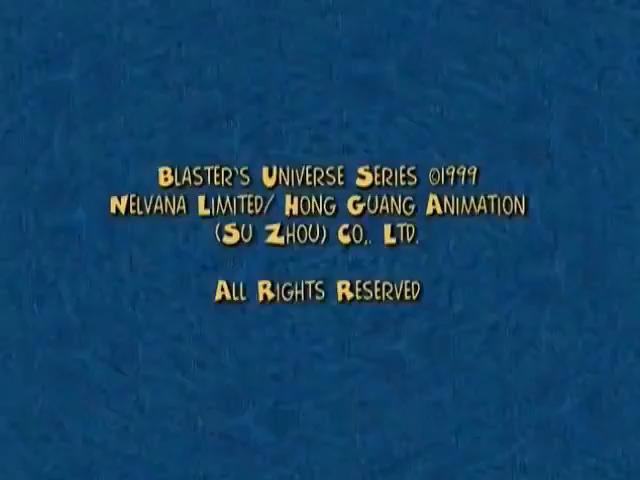 Blaster's Universe Series ©1999
Nelvana Limited/ Hong Guang Animation
(Su Zhou) Co,. Ltd.
All Rights Reserved